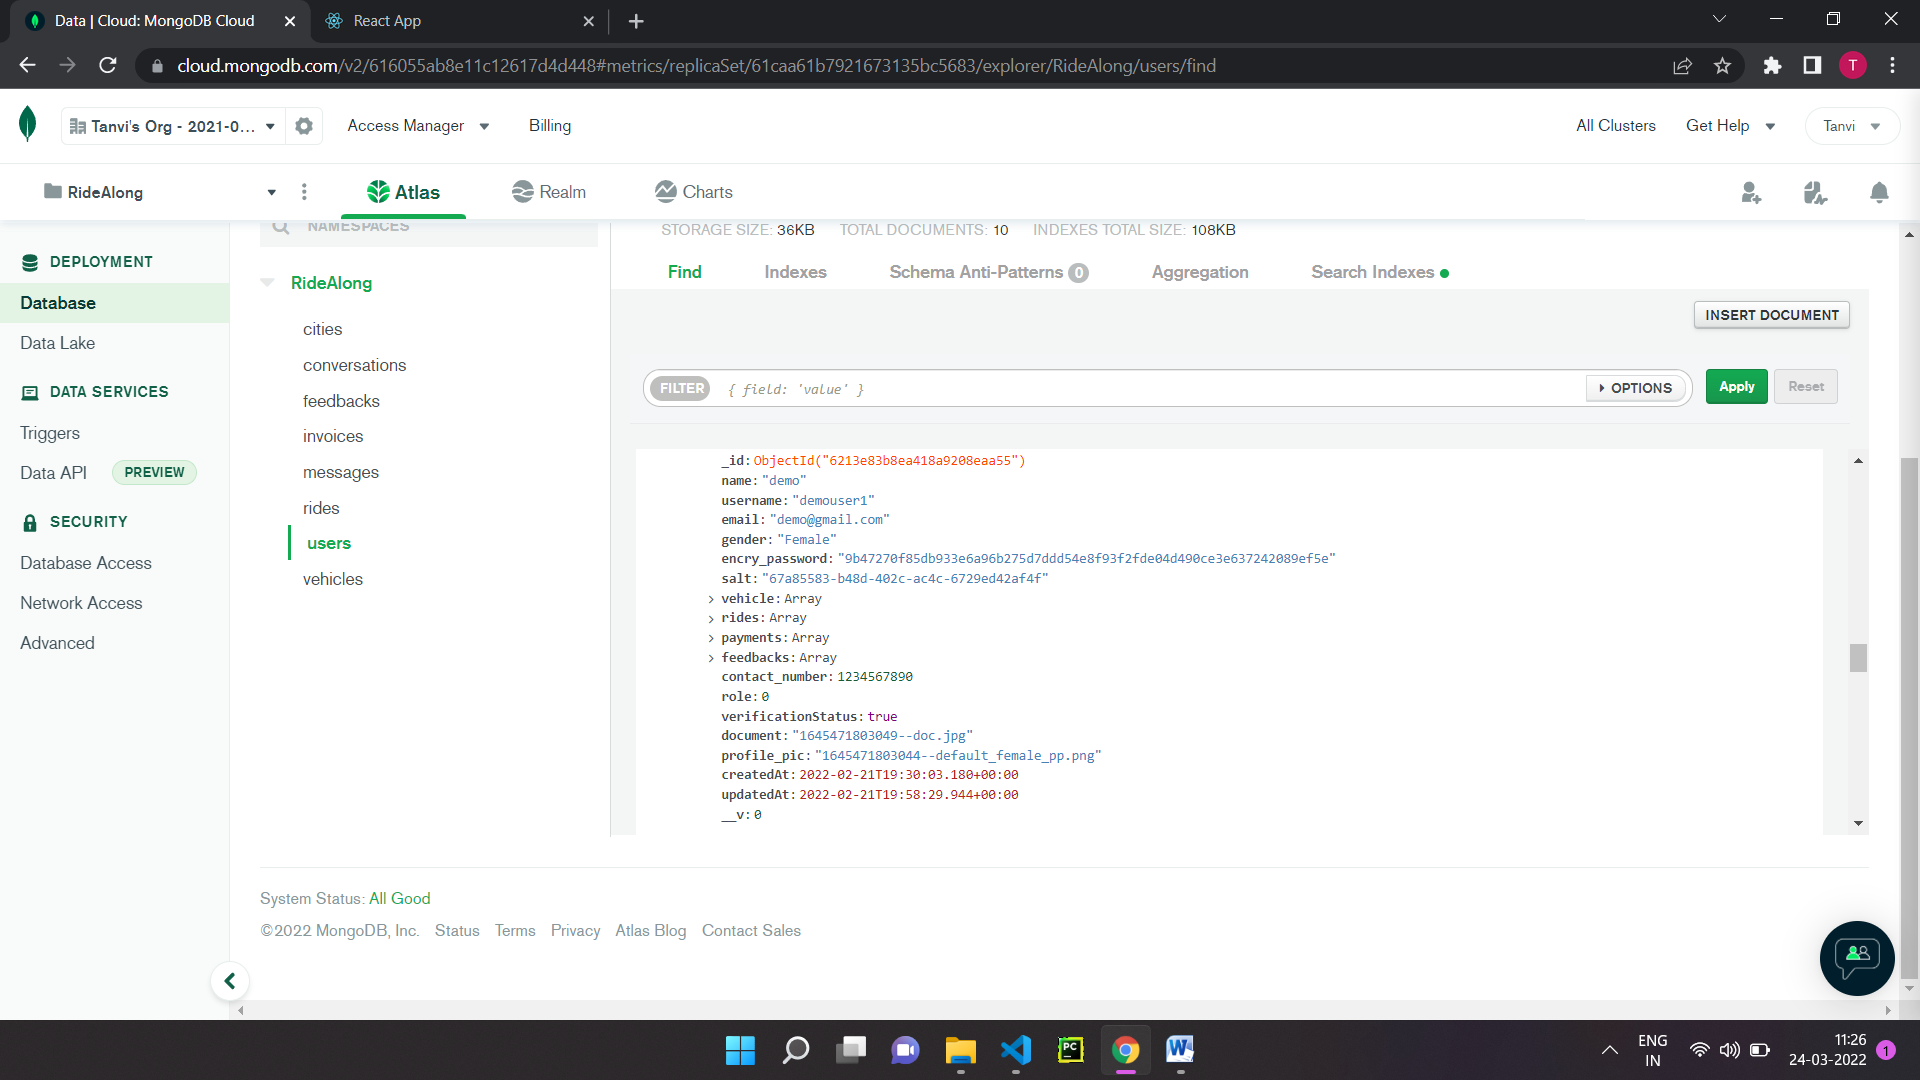 Data | Cloud: MongoDB Cloud
React App
cloud.mongodb.com/v2/616055ab8e11c12617d4d448#metrics/replicaSet/61caa61b7921673135bc5683/explorer/RideAlong/users/find
T
Tanvi's Org - 2021-0...
Access Manager
Billing
All Clusters
Get Help
Tanvi
RideAlong
Atlas
Realm
Charts
DEPLOYMENT
Database
Data Lake
DATA SERVICES
Triggers
Data API PREVIEW
SECURITY
Database Access
Network Access
Advanced
NAMESPACES
RideAlong
cities
conversations
feedbacks
invoices
messages
rides
users
vehicles
STORAGE SIZE: 36KB TOTAL DOCUMENTS: 10 INDEXES TOTAL SIZE: 108KB
Find Indexes Schema Anti-Patterns 0 Aggregation Search Indexes
INSERT DOCUMENT
FILTER { field: 'value' } OPTIONS Apply Reset
_id: ObjectId("6213e83b8ea418a9208eaa55")
name: "demo"
username: "demouser1"
email: "demo@gmail.com"
gender: "Female"
encry_password: "9b47270f85db933e6a96b275d7ddd54e8f93f2fde04d490ce3e637242089ef5e"
salt: "67a85583-b48d-402c-ac4c-6729ed42af4f"
vehicle: Array
rides: Array
payments: Array
feedbacks: Array
contact_number: 1234567890
role: 0
verificationStatus: true
document: "1645471803049--doc.jpg"
profile_pic: "1645471803044--default_female_pp.png"
createdAt: 2022-02-21T19:30:03.180+00:00
updatedAt: 2022-02-21T19:58:29.944+00:00
__v: 0
System Status: All Good
©2022 MongoDB, Inc. Status Terms Privacy Atlas Blog Contact Sales
PC
W
ENG
IN
11:26
24-03-2022
1